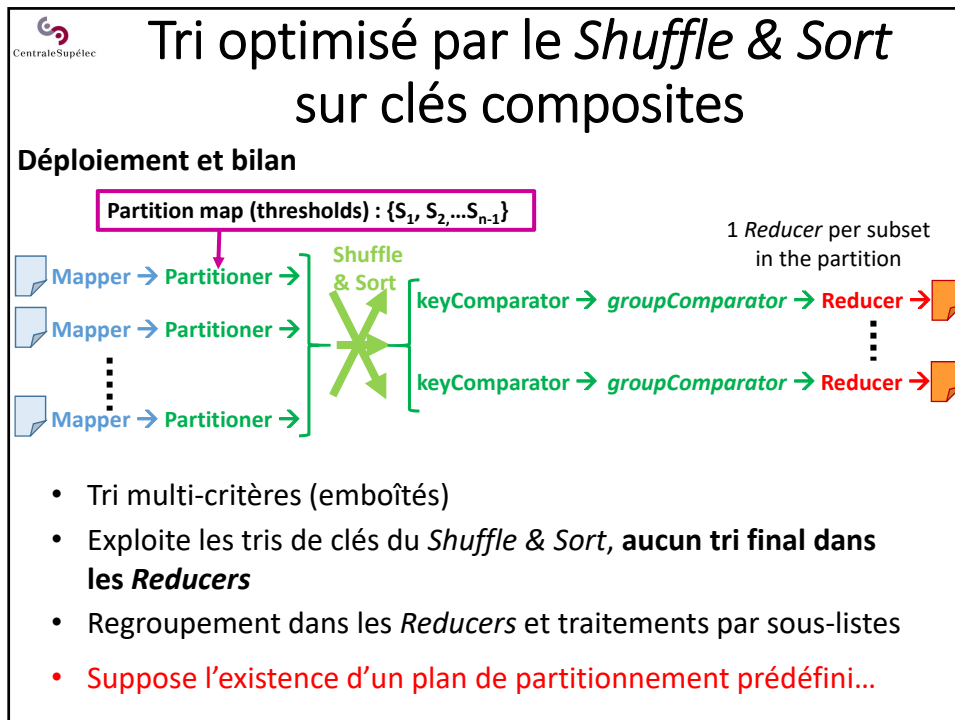 CentraleSupélec
Tri optimisé par le Shuffle & Sort
sur clés composites
Déploiement et bilan
Partition map (thresholds) : {S1, S2,…Sn-1}
1 Reducer per subset
in the partition
Shuffle
& Sort
Mapper → Partitioner →
Mapper → Partitioner →
Mapper → Partitioner →
keyComparator → groupComparator → Reducer →
keyComparator → groupComparator → Reducer →
• Tri multi-critères (emboîtés)
• Exploite les tris de clés du Shuffle & Sort, aucun tri final dans
les Reducers
• Regroupement dans les Reducers et traitements par sous-listes
• Suppose l’existence d’un plan de partitionnement prédéfini…